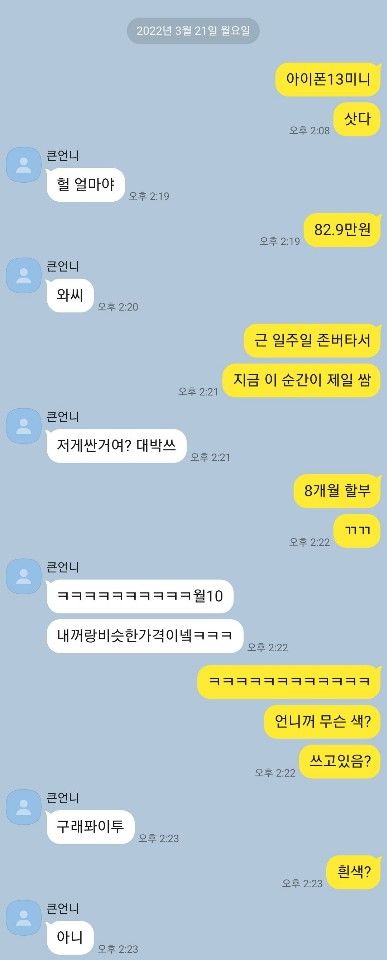 2022년 3월 21일 월요일
아이폰13미니
삿다
오후 2:08
큰언니
헐 얼마야
오후 2:19
82.9만원
오후 2:19
큰언니
와씨
오후 2:20
근 일주일 존버타서
지금 이 순간이 제일 쌈
오후 2:21
큰언니
저게싼거여? 대박쓰
오후 2:21
8개월 할부
ㄲㄲ
오후 2:22
큰언니
ㅋㅋㅋㅋㅋㅋㅋㅋㅋㅋ월10
내꺼랑비슷한가격이넼ㅋㅋㅋ
오후 2:22
ㅋㅋㅋㅋㅋㅋㅋㅋㅋㅋㅋㅋ
언니꺼 무슨 색?
쓰고있음?
오후 2:22
큰언니
구래퐈이투
오후 2:23
흰색?
오후 2:23
큰언니
아니
오후 2:23